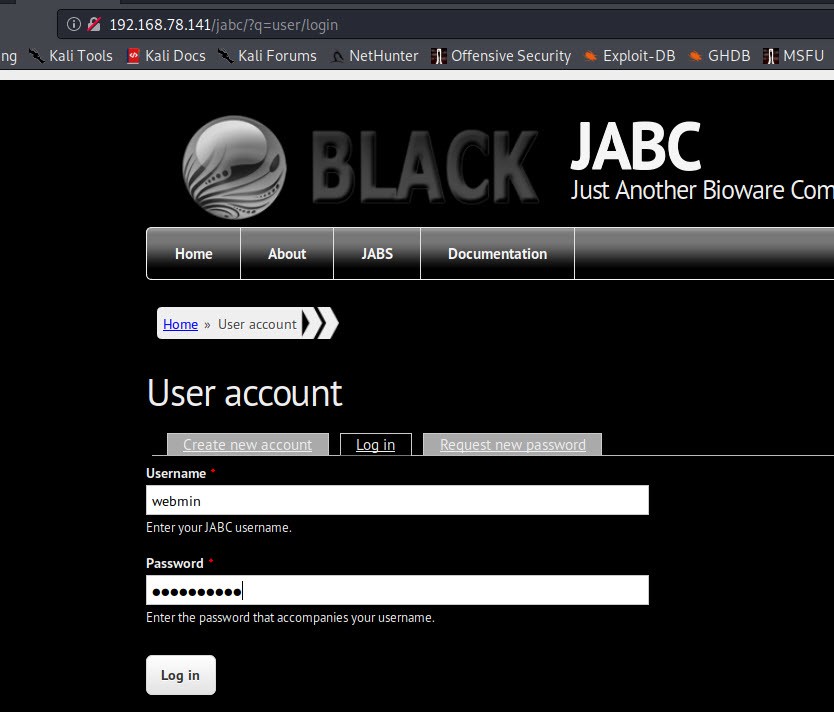 192.168.78.141/jabc/?q=user/login
ng Kali Tools Kali Docs Kali Forums NetHunter Offensive Security Exploit-DB GHDB MSFU
BLACK
JABC
Just Another Bioware Com
Home About JABS Documentation
Home » User account
User account
Create new account Log in Request new password
Username *
webmin
Enter your JABC username.
Password *
●●●●●●●●●●
Enter the password that accompanies your username.
Log in